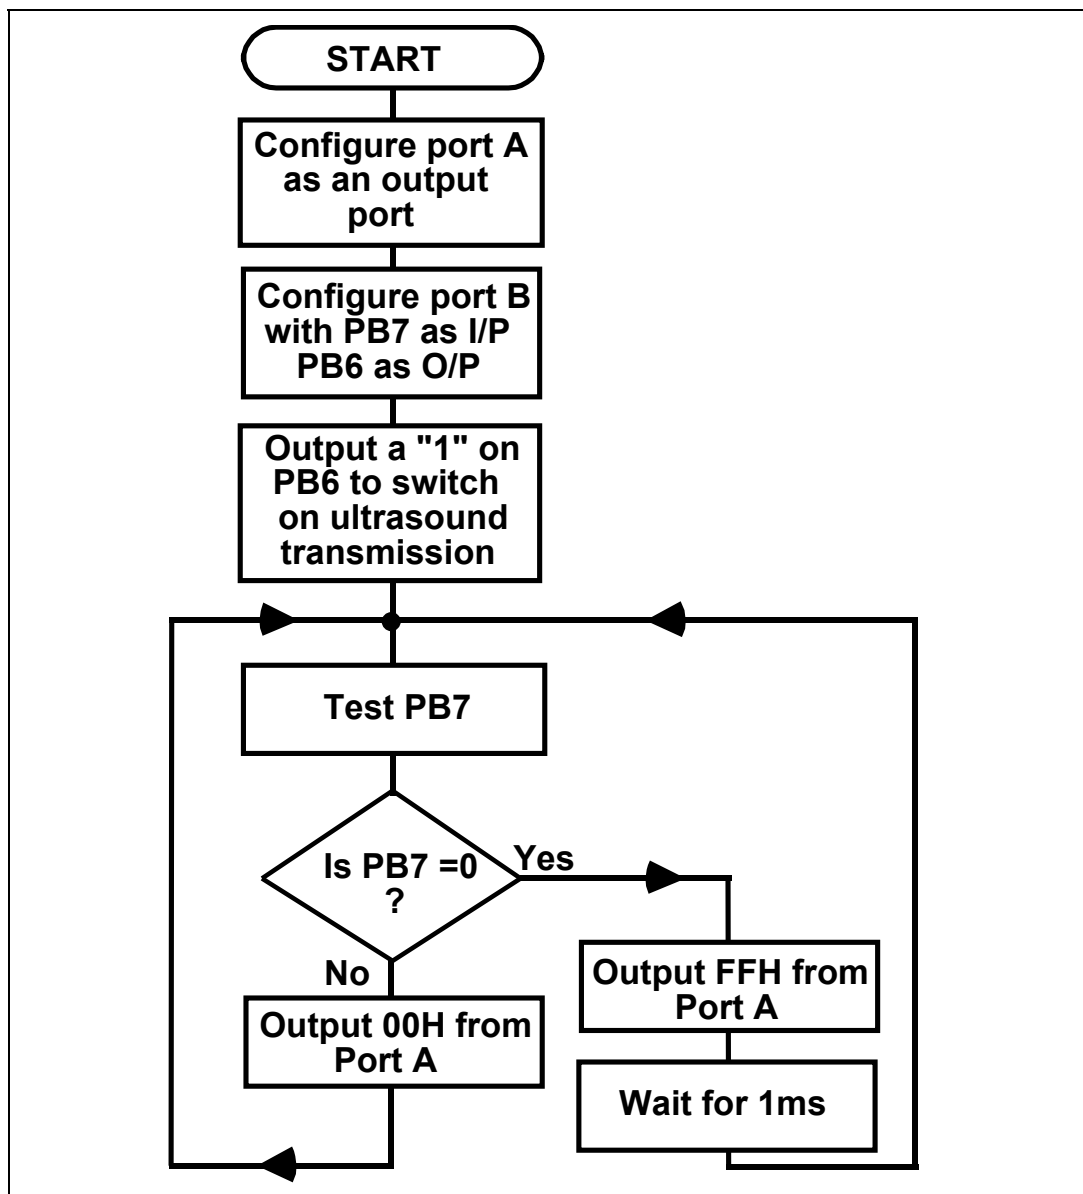 START
Configure port A
as an output
port
Configure port B
with PB7 as I/P
PB6 as O/P
Output a "1" on
PB6 to switch
on ultrasound
transmission
Test PB7
Is PB7 =0
?
Yes
No
Output FFH from
Port A
Output 00H from
Port A
Wait for 1ms